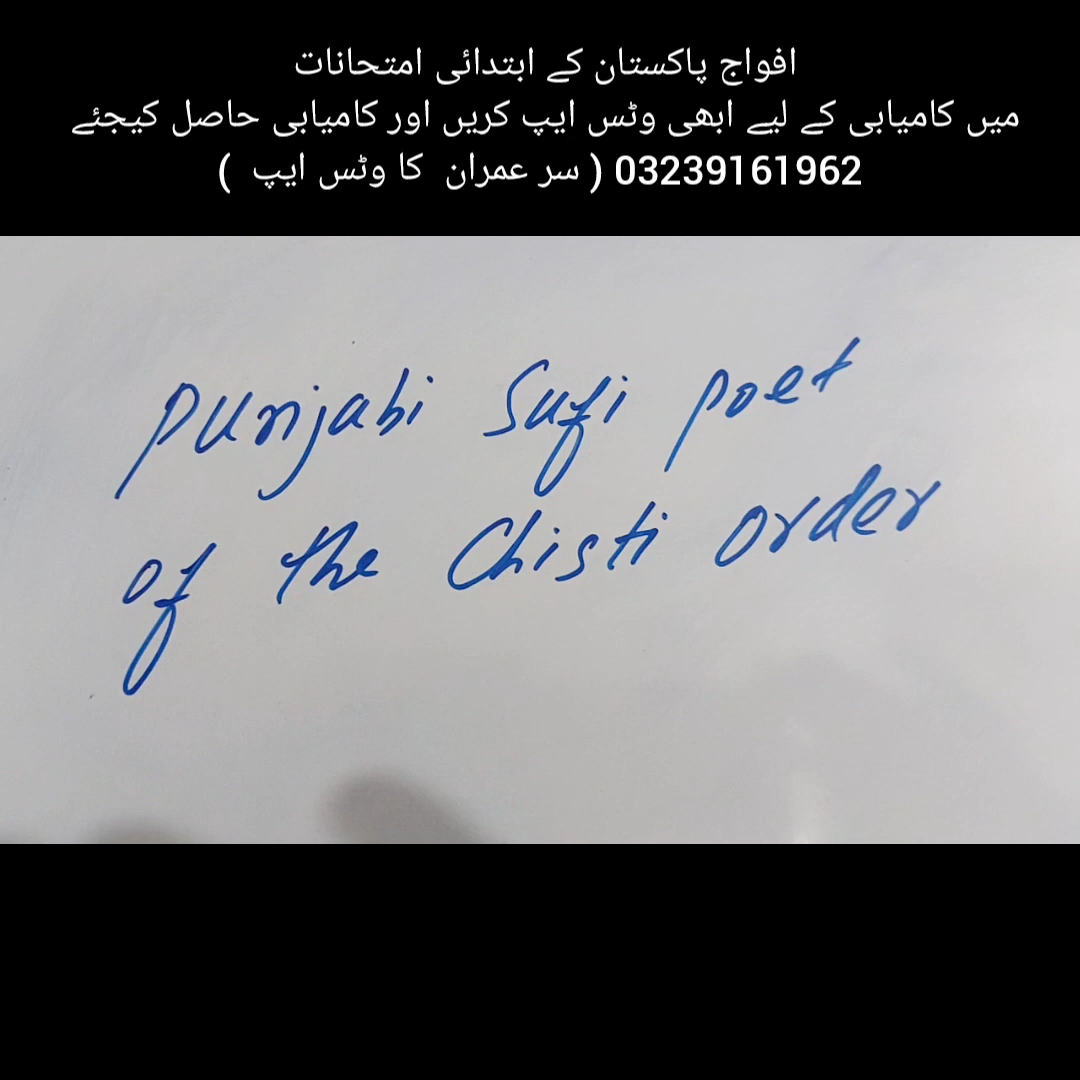 افواج پاکستان کے ابتدائی امتحانات
میں کامیابی کے لیے ابھی وٹس ایپ کریں اور کامیابی حاصل کیجئے
03239161962 ( سر عمران کا وٹس ایپ )
Punjabi Sufi poet
of the Chisti order